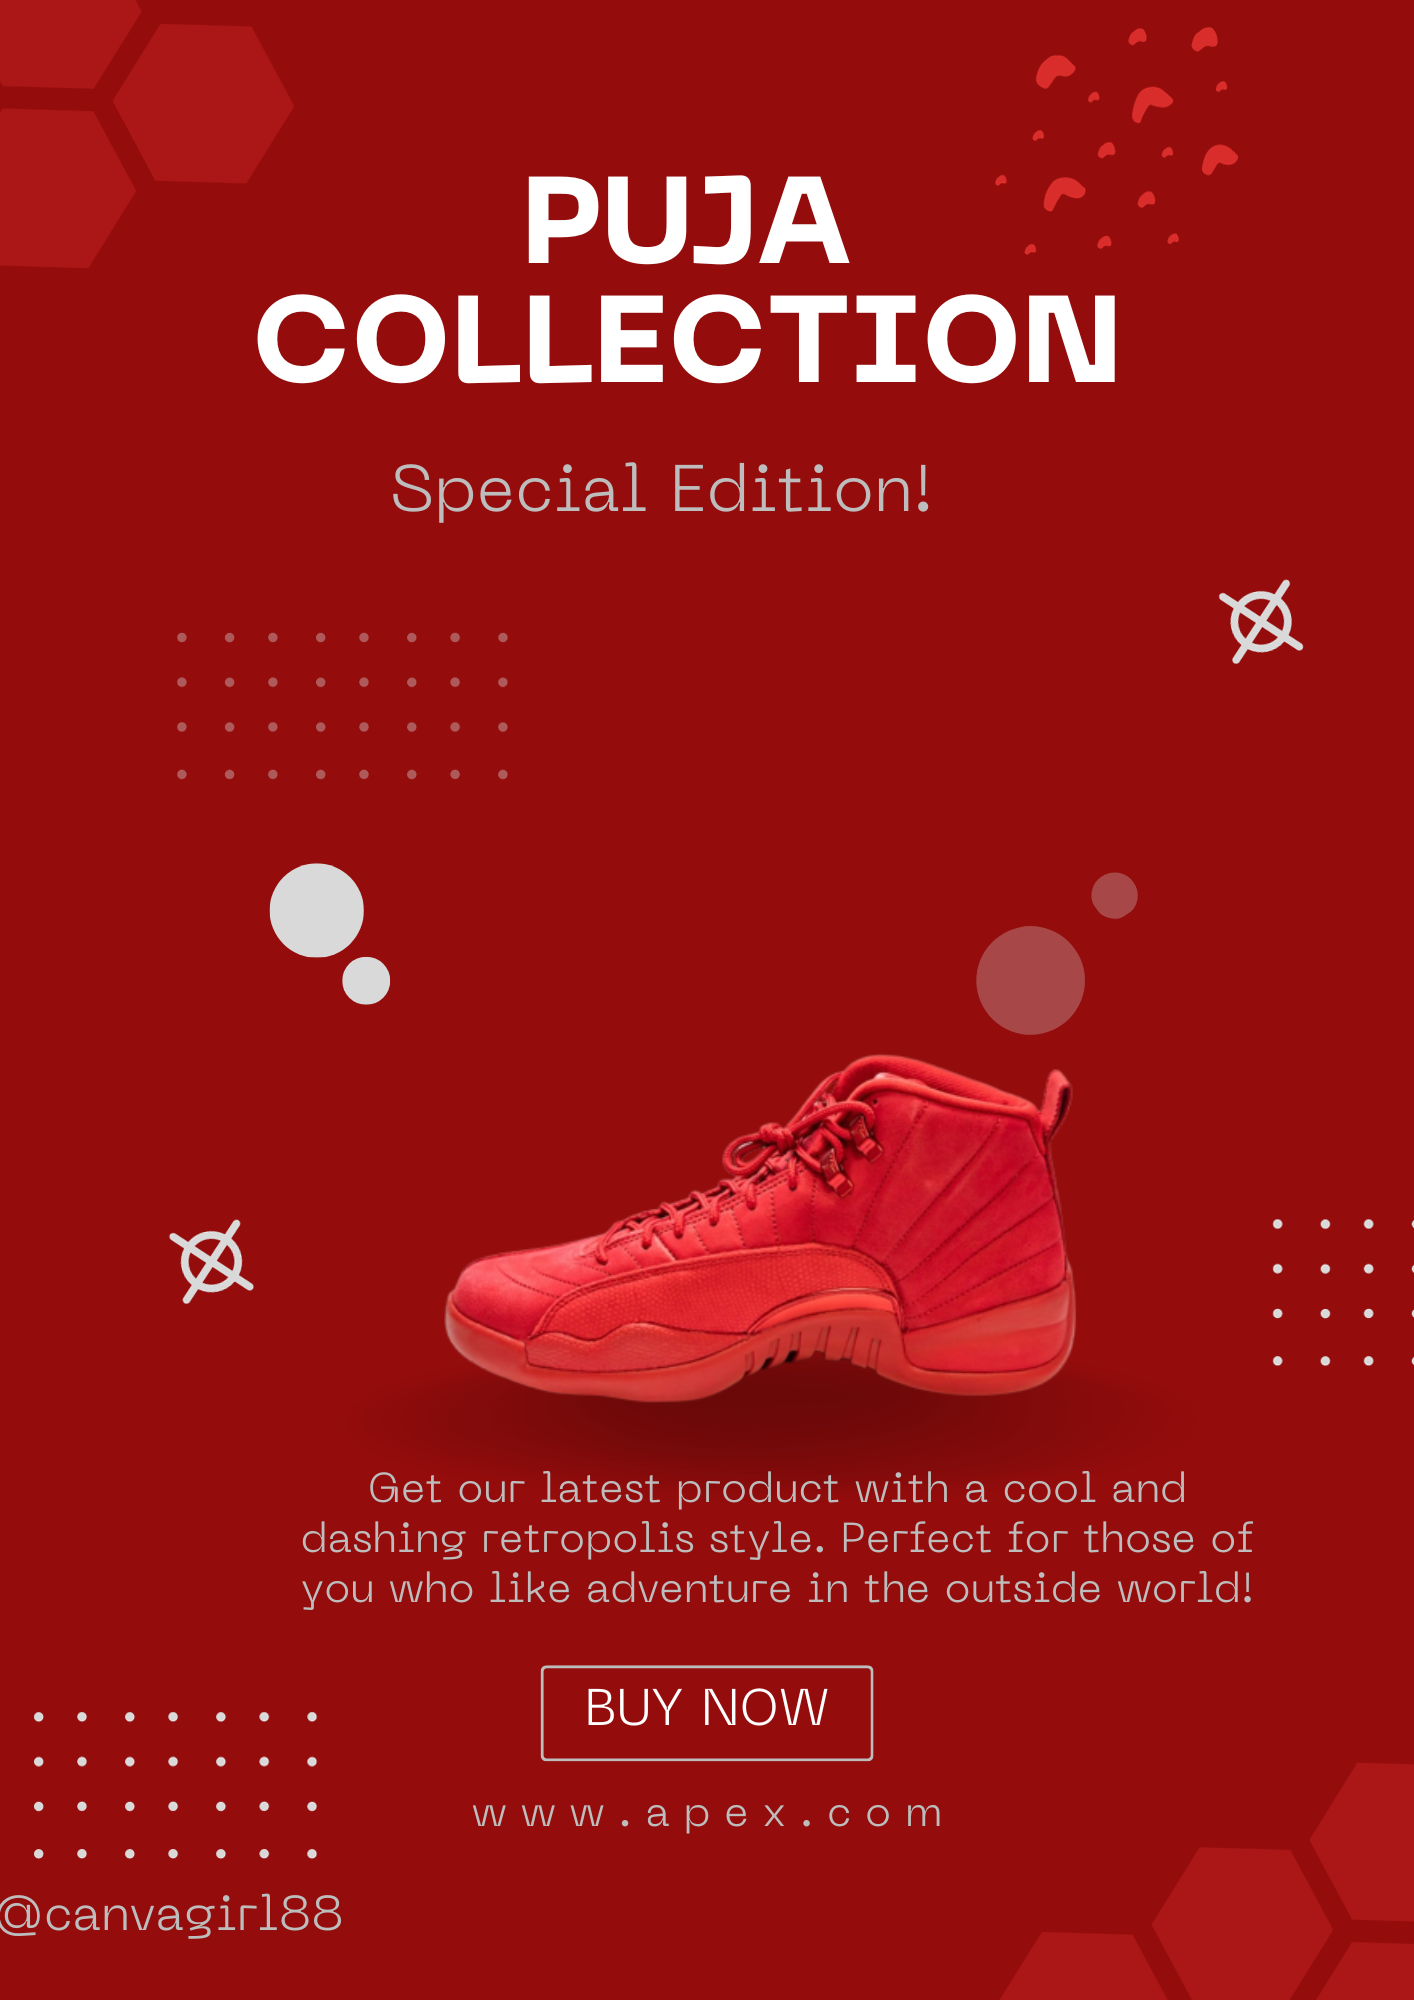 PUJA
COLLECTION
Special Edition!
Get our latest product with a cool and
dashing retropolis style. Perfect for those of
you who like adventure in the outside world!
BUY NOW
www.apex.com
@canvagirl88